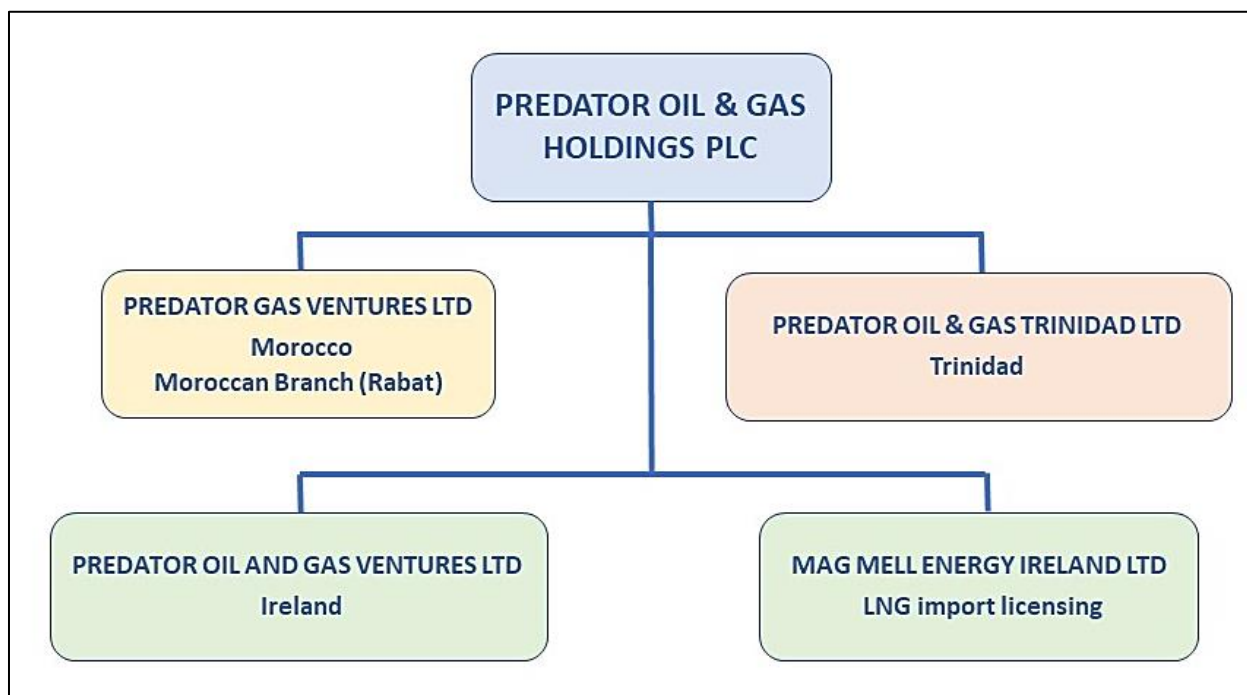 PREDATOR OIL & GAS
HOLDINGS PLC
PREDATOR GAS VENTURES LTD
Morocco
Moroccan Branch (Rabat)
PREDATOR OIL & GAS TRINIDAD LTD
Trinidad
PREDATOR OIL AND GAS VENTURES LTD
Ireland
MAG MELL ENERGY IRELAND LTD
LNG import licensing